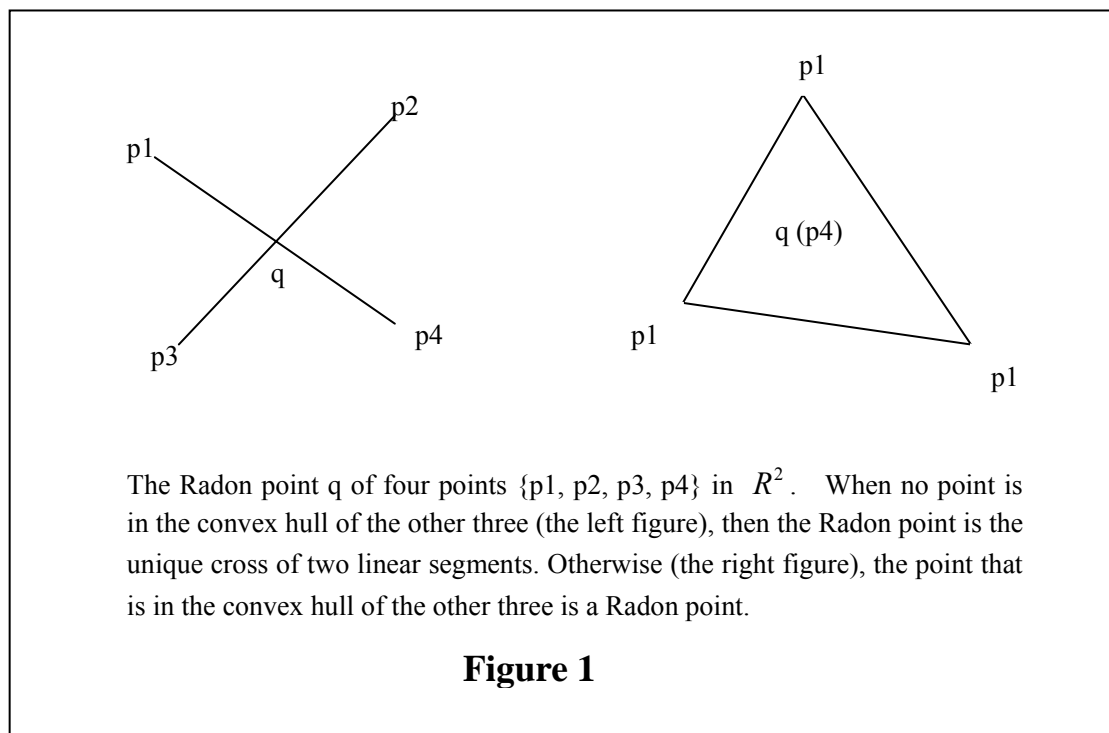 p1
p2
p1
q
p3
p4
q (p4)
p1
p1
The Radon point q of four points {p1, p2, p3, p4} in R². When no point is
in the convex hull of the other three (the left figure), then the Radon point is the
unique cross of two linear segments. Otherwise (the right figure), the point that
is in the convex hull of the other three is a Radon point.
Figure 1